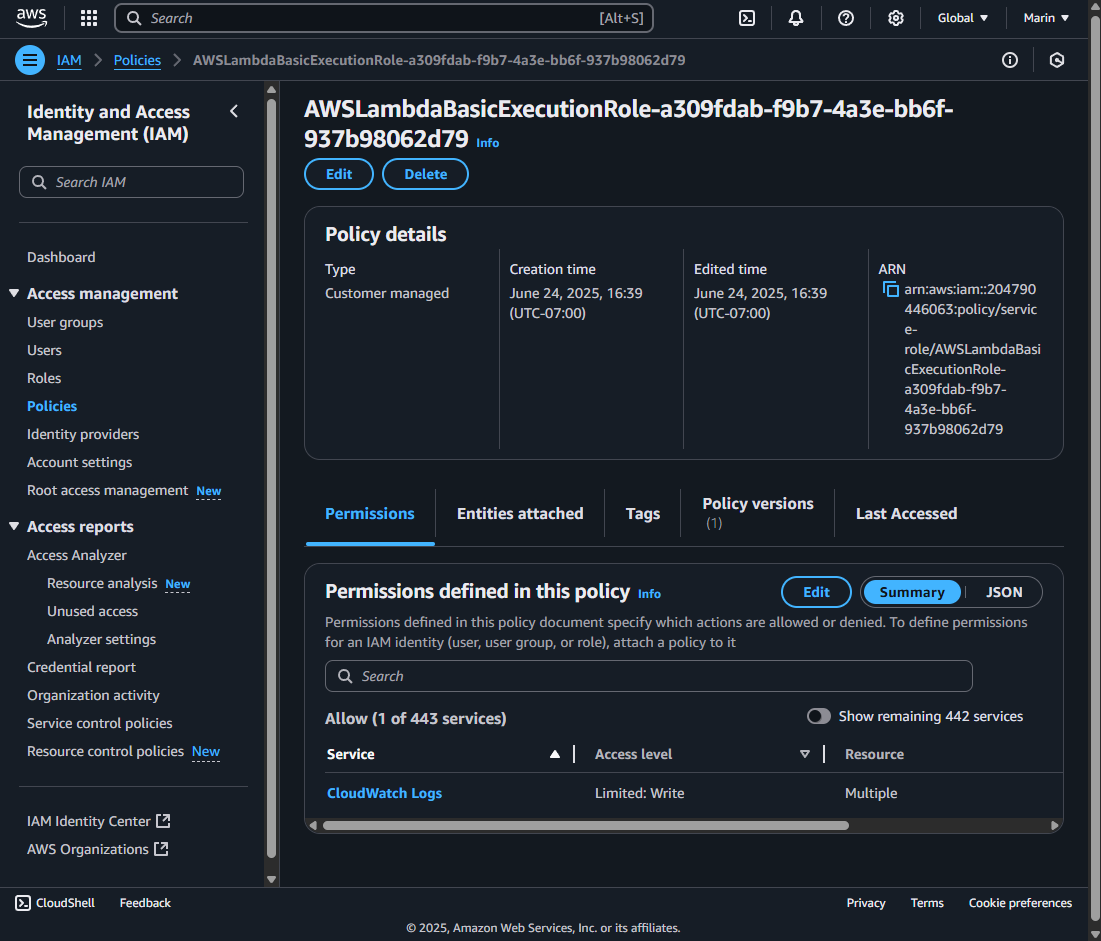 aws
Search [Alt+S]
Global
Marin
IAM
Policies
AWSLambdaBasicExecutionRole-a309fdab-f9b7-4a3e-bb6f-937b98062d79
Identity and Access
Management (IAM)
Search IAM
Dashboard
Access management
User groups
Users
Roles
Policies
Identity providers
Account settings
Root access management New
Access reports
Access Analyzer
Resource analysis New
Unused access
Analyzer settings
Credential report
Organization activity
Service control policies
Resource control policies New
IAM Identity Center
AWS Organizations
AWSLambdaBasicExecutionRole-a309fdab-f9b7-4a3e-bb6f-
937b98062d79 Info
Edit
Delete
Policy details
Type
Customer managed
Creation time
June 24, 2025, 16:39
(UTC-07:00)
Edited time
June 24, 2025, 16:39
(UTC-07:00)
ARN
arn:aws:iam::204790
446063:policy/servic
e-
role/AWSLambdaBasi
cExecutionRole-
a309fdab-f9b7-
4a3e-bb6f-
937b98062d79
Permissions
Entities attached
Tags
Policy versions
(1)
Last Accessed
Permissions defined in this policy Info
Edit
Summary
JSON
Permissions defined in this policy document specify which actions are allowed or denied. To define permissions
for an IAM identity (user, user group, or role), attach a policy to it
Search
Allow (1 of 443 services)
Show remaining 442 services
Service
Access level
Resource
CloudWatch Logs
Limited: Write
Multiple
CloudShell
Feedback
Privacy
Terms
Cookie preferences
© 2025, Amazon Web Services, Inc. or its affiliates.